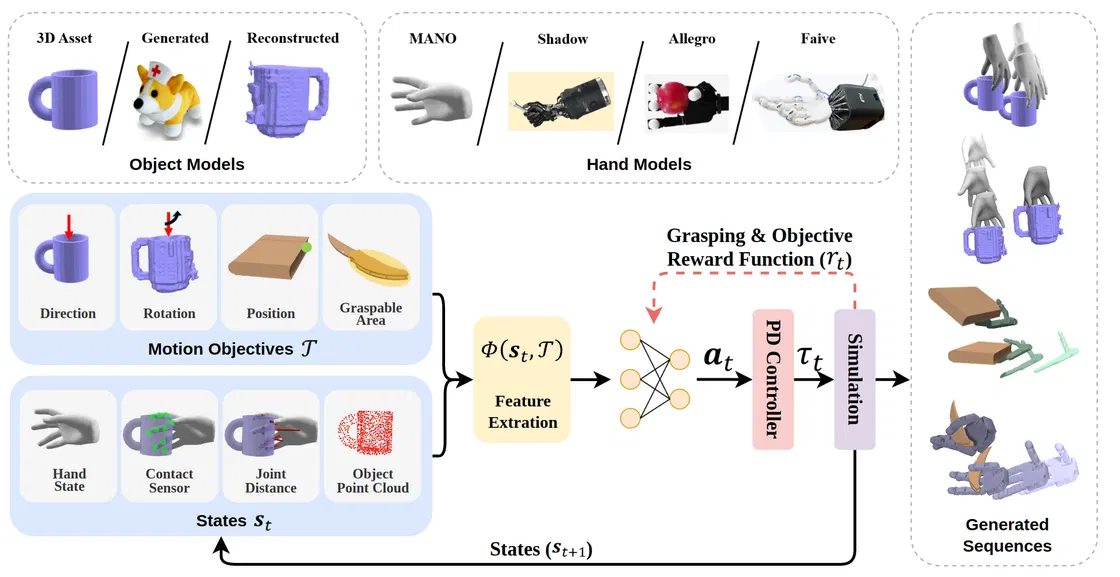 3D Asset
Generated
Reconstructed
Object Models
MANO
Shadow
Allegro
Faive
Hand Models
Direction
Rotation
Position
Graspable
Area
Motion Objectives 𝒯
Hand
State
Contact
Sensor
Joint
Distance
Object
Point Cloud
States s_t
Φ(s_t, 𝒯)
Feature
Extration
Grasping & Objective
Reward Function (r_t)
a_t
PD Controller
τ_t
Simulation
States (s_{t+1})
Generated
Sequences